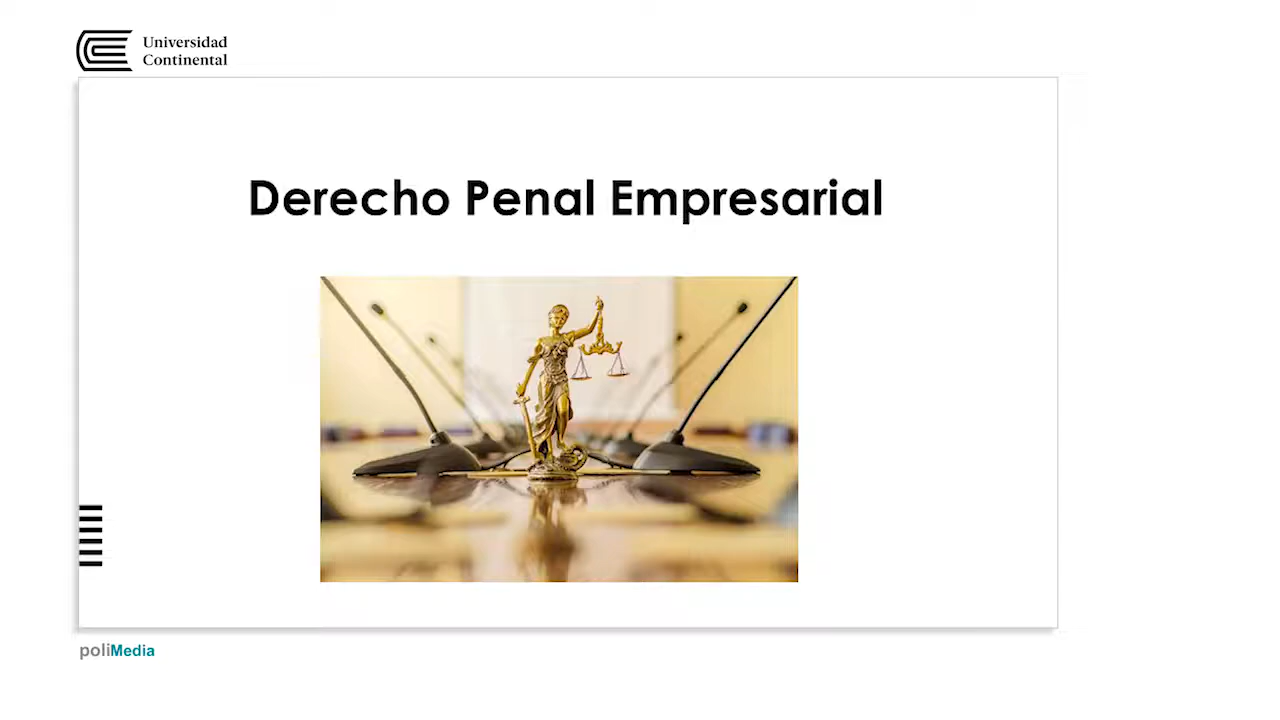 Universidad
Continental
Derecho Penal Empresarial
poliMedia